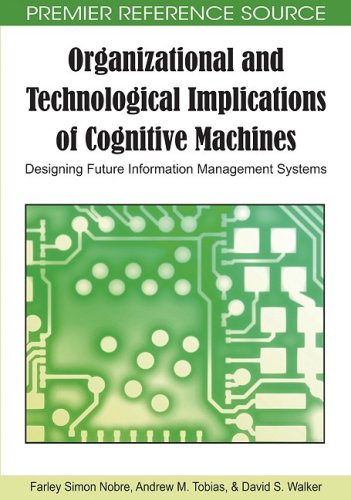 PREMIER REFERENCE SOURCE
Organizational and
Technological Implications
of Cognitive Machines
Designing Future Information Management Systems
Farley Simon Nobre, Andrew M. Tobias, & David S. Walker